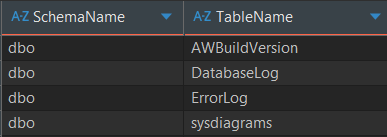 A-Z SchemaName A-Z TableName
dbo AWBuildVersion
dbo DatabaseLog
dbo ErrorLog
dbo sysdiagrams